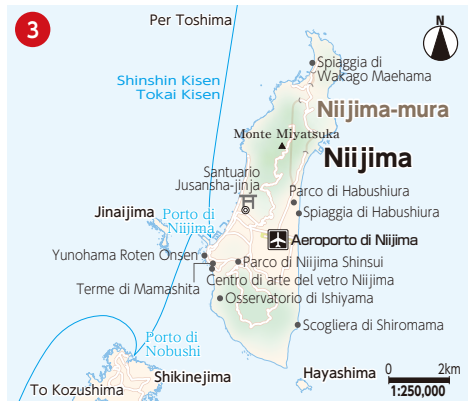 3
Per Toshima
N
Spiaggia di
Wakago Maehama
Shinshin Kisen
Tokai Kisen
Niijima-mura
Monte Miyatsuka
Niijima
Santuario
Jusansha-jinja
Parco di Habushiura
Jinaijima
Porto di
Niijima
Spiaggia di Habushiura
Aeroporto di Niijima
Yunohama Roten Onsen
Parco di Niijima Shinsui
Centro di arte del vetro Niijima
Terme di Mamashita
Osservatorio di Ishiyama
Scogliera di Shiromama
Porto di
Nobushi
Shikinejima
Hayashima
To Kozushima
0 2km
1:250,000